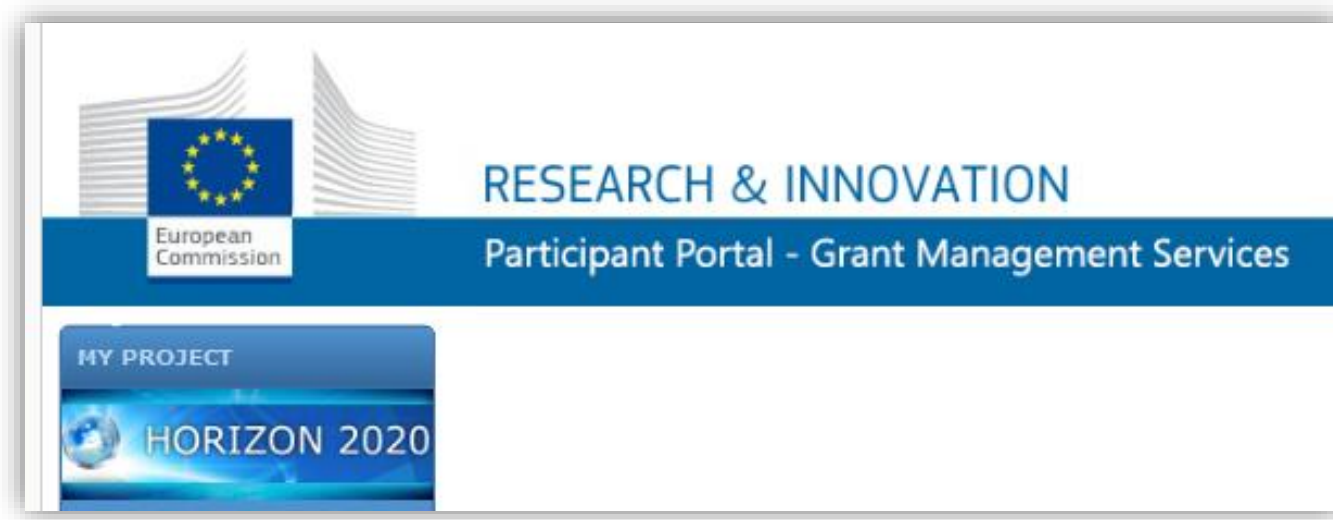 RESEARCH & INNOVATION
European
Commission
Participant Portal - Grant Management Services
MY PROJECT
HORIZON 2020